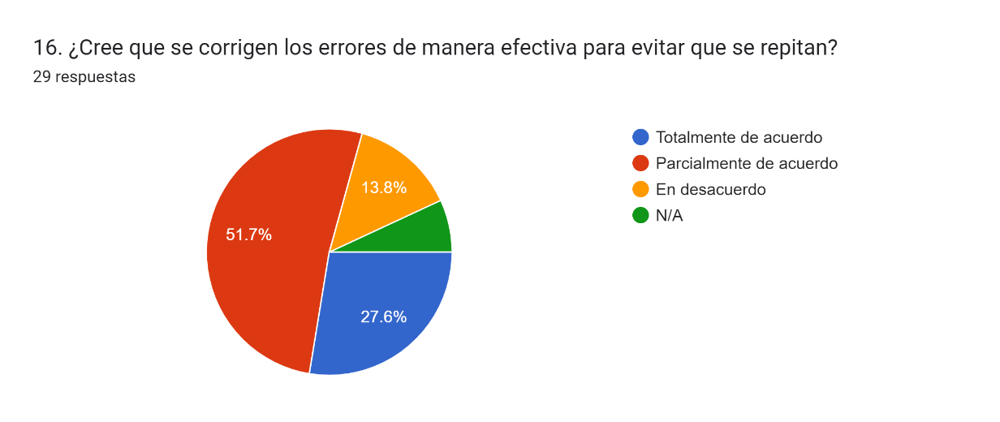 16. ¿Cree que se corrigen los errores de manera efectiva para evitar que se repitan?
29 respuestas
Totalmente de acuerdo
Parcialmente de acuerdo
En desacuerdo
N/A
13.8%
51.7%
27.6%